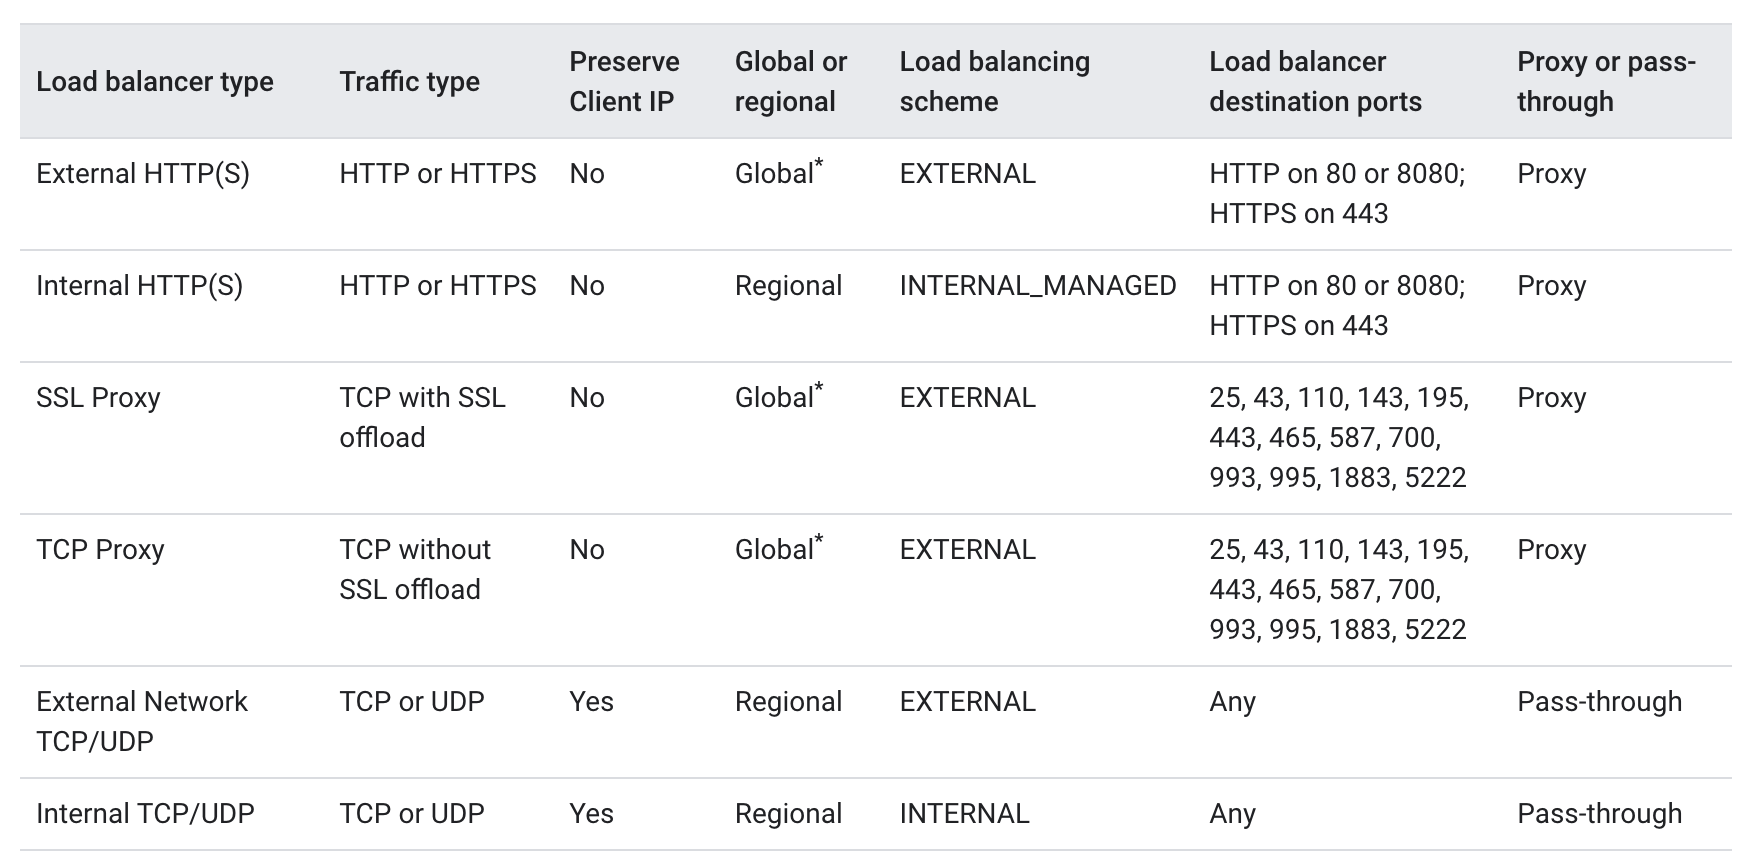 Load balancer type
Traffic type
Preserve
Client IP
Global or
regional
Load balancing
scheme
Load balancer
destination ports
Proxy or pass-
through
External HTTP(S)
HTTP or HTTPS
No
Global*
EXTERNAL
HTTP on 80 or 8080;
HTTPS on 443
Proxy
Internal HTTP(S)
HTTP or HTTPS
No
Regional
INTERNAL_MANAGED
HTTP on 80 or 8080;
HTTPS on 443
Proxy
SSL Proxy
TCP with SSL
offload
No
Global*
EXTERNAL
25, 43, 110, 143, 195,
443, 465, 587, 700,
993, 995, 1883, 5222
Proxy
TCP Proxy
TCP without
SSL offload
No
Global*
EXTERNAL
25, 43, 110, 143, 195,
443, 465, 587, 700,
993, 995, 1883, 5222
Proxy
External Network
TCP/UDP
TCP or UDP
Yes
Regional
EXTERNAL
Any
Pass-through
Internal TCP/UDP
TCP or UDP
Yes
Regional
INTERNAL
Any
Pass-through